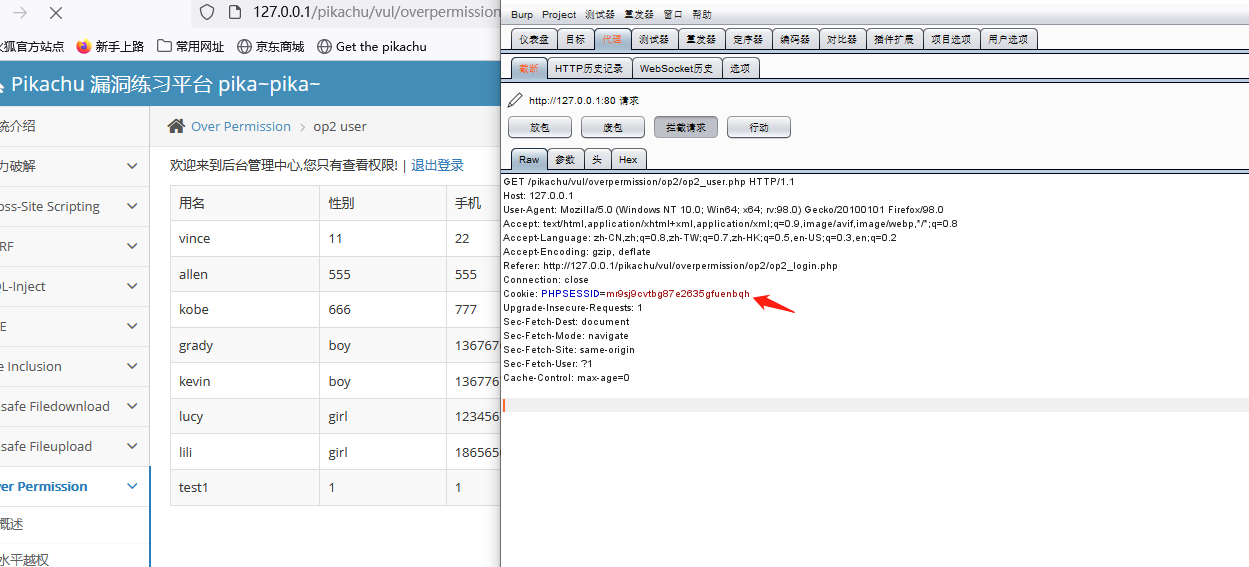 127.0.0.1/pikachu/vul/overpermission
火狐官方站点 新手上路 常用网址 京东商城 Get the pikachu
Pikachu 漏洞练习平台 pika~pika~
统介绍
力破解
oss-Site Scripting
RF
QL-Inject
E
e Inclusion
safe Filedownload
safe Fileupload
er Permission
概述
水平越权
Over Permission > op2 user
欢迎来到后台管理中心,您只有查看权限! | 退出登录
用名 性别 手机
vince 11 22
allen 555 555
kobe 666 777
grady boy 13676
kevin boy 13677
lucy girl 123456
lili girl 18656
test1 1 1
Burp Project 测试器 重发器 窗口 帮助
仪表盘 目标 代理 测试器 重发器 定序器 编码器 对比器 插件扩展 项目选项 用户选项
截断 HTTP历史记录 WebSocket历史 选项
http://127.0.0.1:80 请求
放包 废包 拦截请求 行动
Raw 参数 头 Hex
GET /pikachu/vul/overpermission/op2/op2_user.php HTTP/1.1
Host: 127.0.0.1
User-Agent: Mozilla/5.0 (Windows NT 10.0; Win64; x64; rv:98.0) Gecko/20100101 Firefox/98.0
Accept: text/html,application/xhtml+xml,application/xml;q=0.9,image/avif,image/webp,*/*;q=0.8
Accept-Language: zh-CN,zh;q=0.8,zh-TW;q=0.7,zh-HK;q=0.5,en-US;q=0.3,en;q=0.2
Accept-Encoding: gzip, deflate
Referer: http://127.0.0.1/pikachu/vul/overpermission/op2/op2_login.php
Connection: close
Cookie: PHPSESSID=mr9sj9cvtbg87e2635gfuenbqh
Upgrade-Insecure-Requests: 1
Sec-Fetch-Dest: document
Sec-Fetch-Mode: navigate
Sec-Fetch-Site: same-origin
Sec-Fetch-User: ?1
Cache-Control: max-age=0